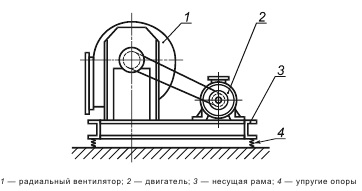 1
2
3
4
1 — радиальный вентилятор; 2 — двигатель; 3 — несущая рама; 4 — упругие опоры